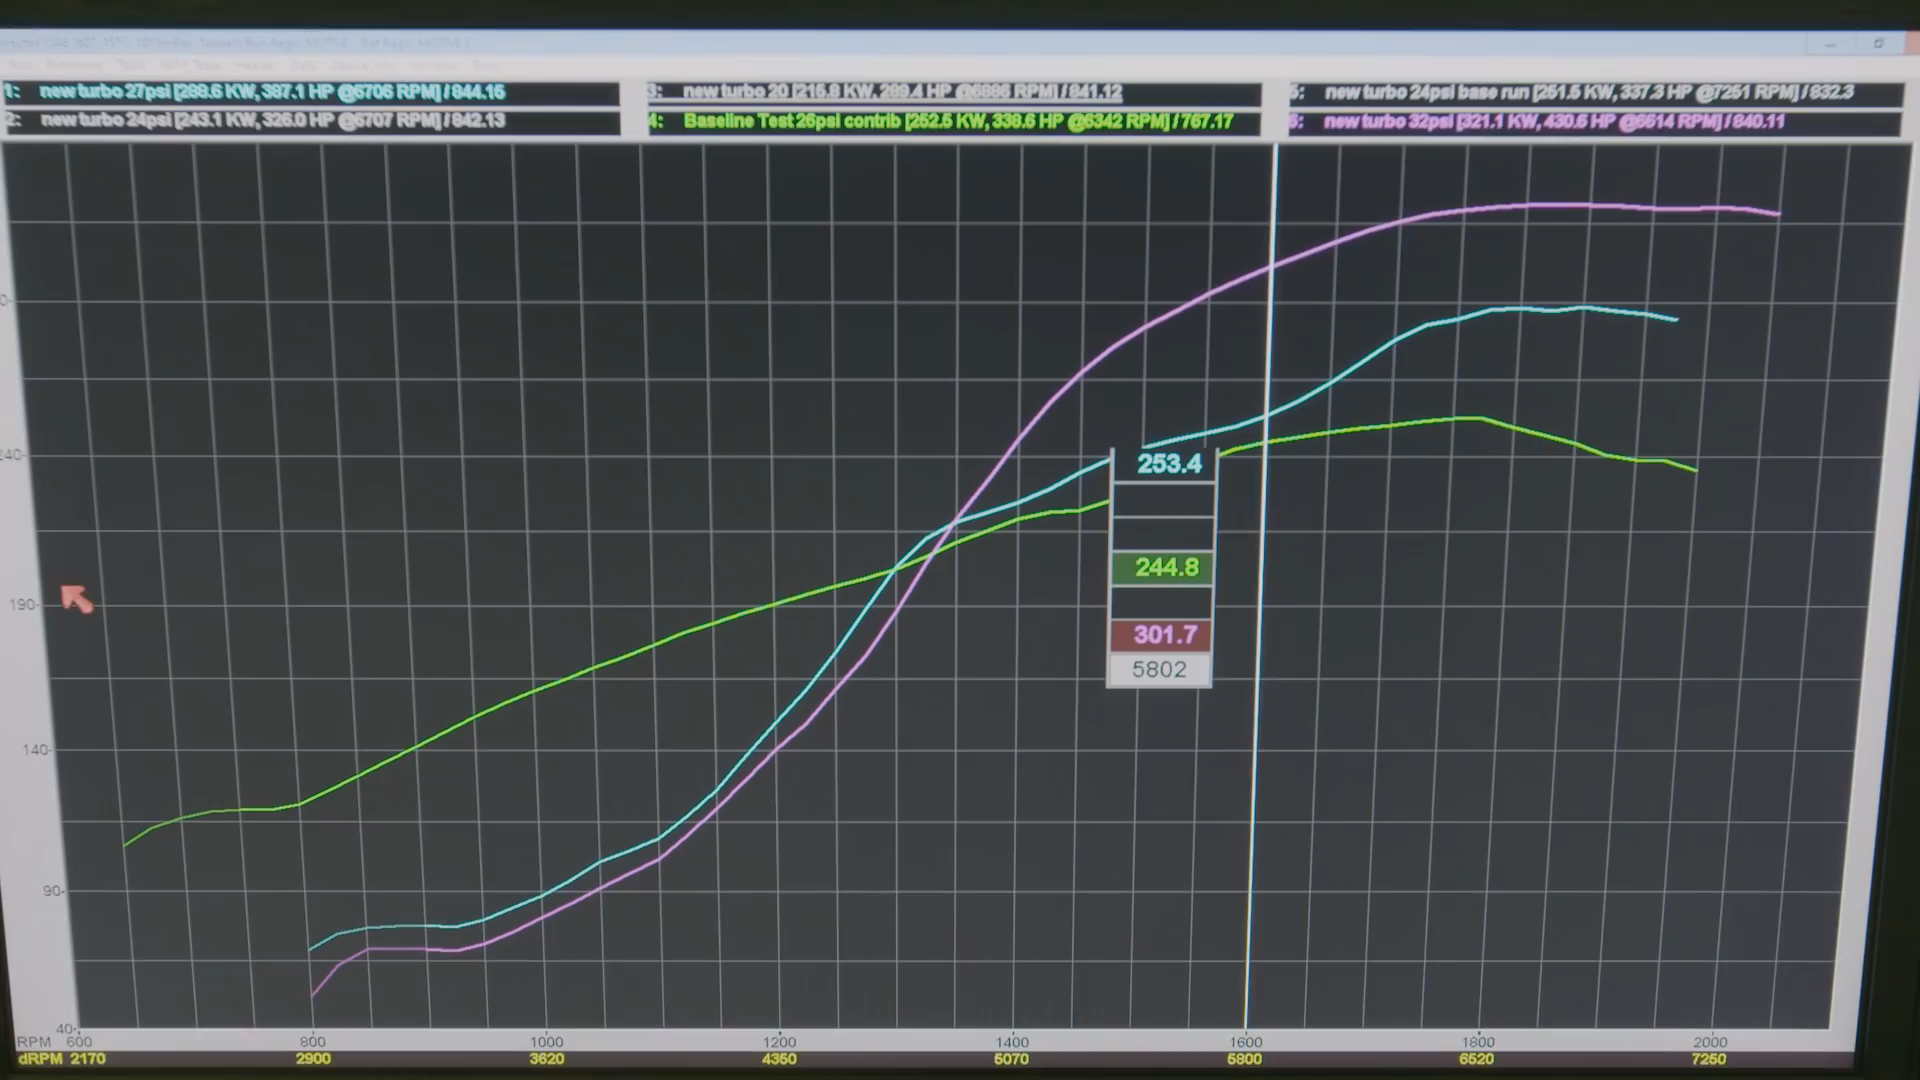 1: new turbo 27psi [288.6 KW, 387.1 HP @6706 RPM] / 844.15
3: new turbo 20 [215.8 KW, 289.4 HP @6886 RPM] / 841.12
5: new turbo 24psi base run [251.5 KW, 337.3 HP @7251 RPM] / 832.3
2: new turbo 24psi [243.1 KW, 326.0 HP @6707 RPM] / 842.13
4: Baseline Test 26psi contrib [252.5 KW, 338.6 HP @6342 RPM] / 767.17
6: new turbo 32psi [321.1 KW, 430.6 HP @6614 RPM] / 840.11
240
253.4
244.8
190
301.7
5802
140
90
40
RPM 600 800 1000 1200 1400 1600 1800 2000
dRPM 2170 2900 3620 4350 5070 5800 6520 7250